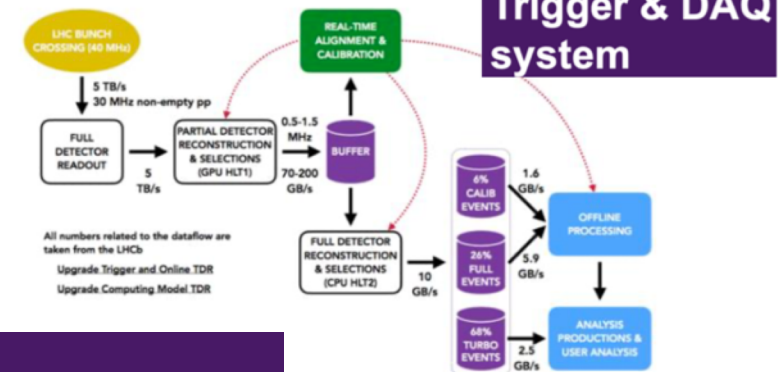 Trigger & DAQ
system
LHC BUNCH
CROSSING (40 MHz)
REAL-TIME
ALIGNMENT &
CALIBRATION
5 TB/s
30 MHz non-empty pp
FULL
DETECTOR
READOUT
5
TB/s
PARTIAL DETECTOR
RECONSTRUCTION
& SELECTIONS
(GPU HLT1)
0.5-1.5
MHz
70-200
GB/s
BUFFER
FULL DETECTOR
RECONSTRUCTION
& SELECTIONS
(CPU HLT2)
10
GB/s
6%
CALIB
EVENTS
1.6
GB/s
26%
FULL
EVENTS
5.9
GB/s
68%
TURBO
EVENTS
2.5
GB/s
OFFLINE
PROCESSING
ANALYSIS
PRODUCTIONS &
USER ANALYSIS
All numbers related to the dataflow are
taken from the LHCb
Upgrade Trigger and Online TDR
Upgrade Computing Model TDR